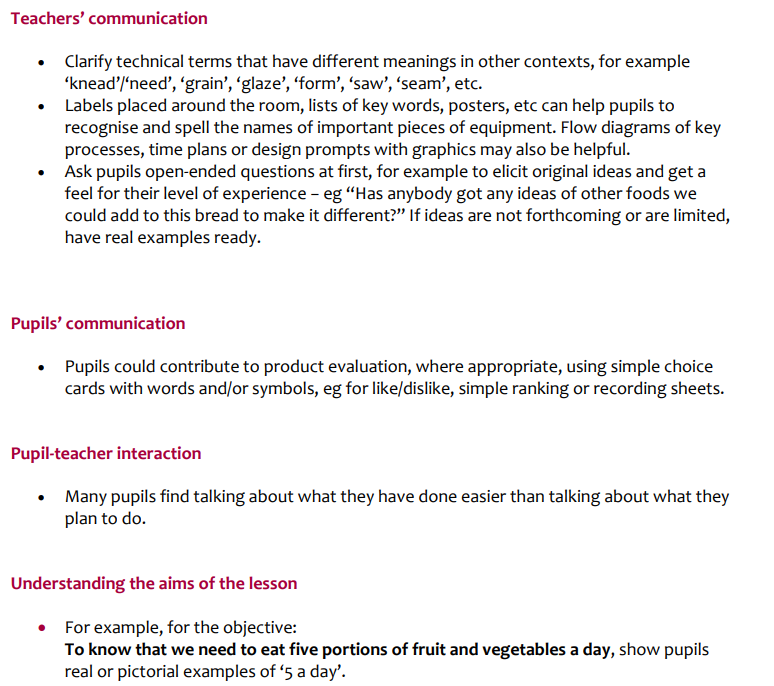 Teachers’ communication
• Clarify technical terms that have different meanings in other contexts, for example
‘knead’/‘need’, ‘grain’, ‘glaze’, ‘form’, ‘saw’, ‘seam’, etc.
• Labels placed around the room, lists of key words, posters, etc can help pupils to
recognise and spell the names of important pieces of equipment. Flow diagrams of key
processes, time plans or design prompts with graphics may also be helpful.
• Ask pupils open-ended questions at first, for example to elicit original ideas and get a
feel for their level of experience – eg “Has anybody got any ideas of other foods we
could add to this bread to make it different?” If ideas are not forthcoming or are limited,
have real examples ready.
Pupils’ communication
• Pupils could contribute to product evaluation, where appropriate, using simple choice
cards with words and/or symbols, eg for like/dislike, simple ranking or recording sheets.
Pupil-teacher interaction
• Many pupils find talking about what they have done easier than talking about what they
plan to do.
Understanding the aims of the lesson
• For example, for the objective:
To know that we need to eat five portions of fruit and vegetables a day, show pupils
real or pictorial examples of ‘5 a day’.